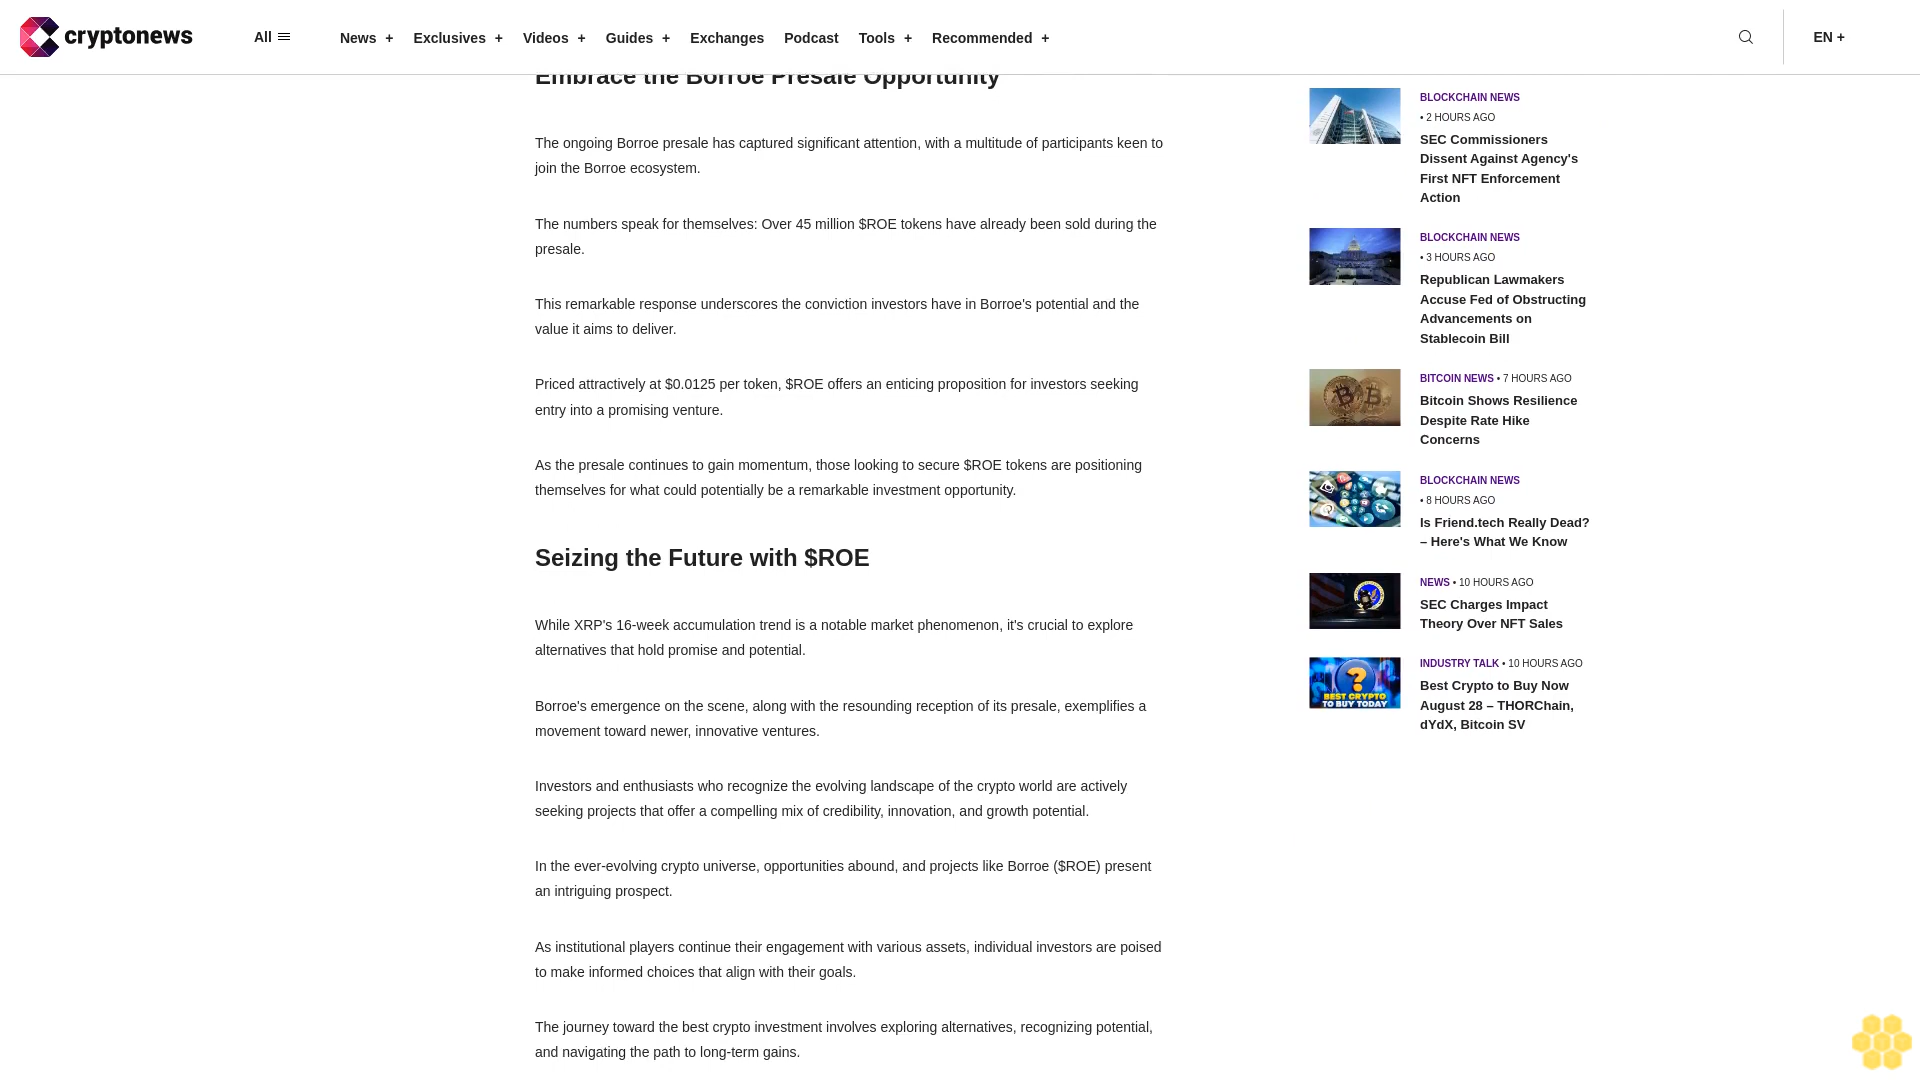 cryptonews
All
News +
Exclusives +
Videos +
Guides +
Exchanges
Podcast
Tools +
Recommended +
EN +
Embrace the Borroe Presale Opportunity
The ongoing Borroe presale has captured significant attention, with a multitude of participants keen to
join the Borroe ecosystem.
The numbers speak for themselves: Over 45 million $ROE tokens have already been sold during the
presale.
This remarkable response underscores the conviction investors have in Borroe's potential and the
value it aims to deliver.
Priced attractively at $0.0125 per token, $ROE offers an enticing proposition for investors seeking
entry into a promising venture.
As the presale continues to gain momentum, those looking to secure $ROE tokens are positioning
themselves for what could potentially be a remarkable investment opportunity.
Seizing the Future with $ROE
While XRP's 16-week accumulation trend is a notable market phenomenon, it's crucial to explore
alternatives that hold promise and potential.
Borroe's emergence on the scene, along with the resounding reception of its presale, exemplifies a
movement toward newer, innovative ventures.
Investors and enthusiasts who recognize the evolving landscape of the crypto world are actively
seeking projects that offer a compelling mix of credibility, innovation, and growth potential.
In the ever-evolving crypto universe, opportunities abound, and projects like Borroe ($ROE) present
an intriguing prospect.
As institutional players continue their engagement with various assets, individual investors are poised
to make informed choices that align with their goals.
The journey toward the best crypto investment involves exploring alternatives, recognizing potential,
and navigating the path to long-term gains.
BLOCKCHAIN NEWS
• 2 HOURS AGO
SEC Commissioners
Dissent Against Agency's
First NFT Enforcement
Action
BLOCKCHAIN NEWS
• 3 HOURS AGO
Republican Lawmakers
Accuse Fed of Obstructing
Advancements on
Stablecoin Bill
BITCOIN NEWS • 7 HOURS AGO
Bitcoin Shows Resilience
Despite Rate Hike
Concerns
BLOCKCHAIN NEWS
• 8 HOURS AGO
Is Friend.tech Really Dead?
– Here's What We Know
NEWS • 10 HOURS AGO
SEC Charges Impact
Theory Over NFT Sales
BEST CRYPTO
TO BUY TODAY
INDUSTRY TALK • 10 HOURS AGO
Best Crypto to Buy Now
August 28 – THORChain,
dYdX, Bitcoin SV